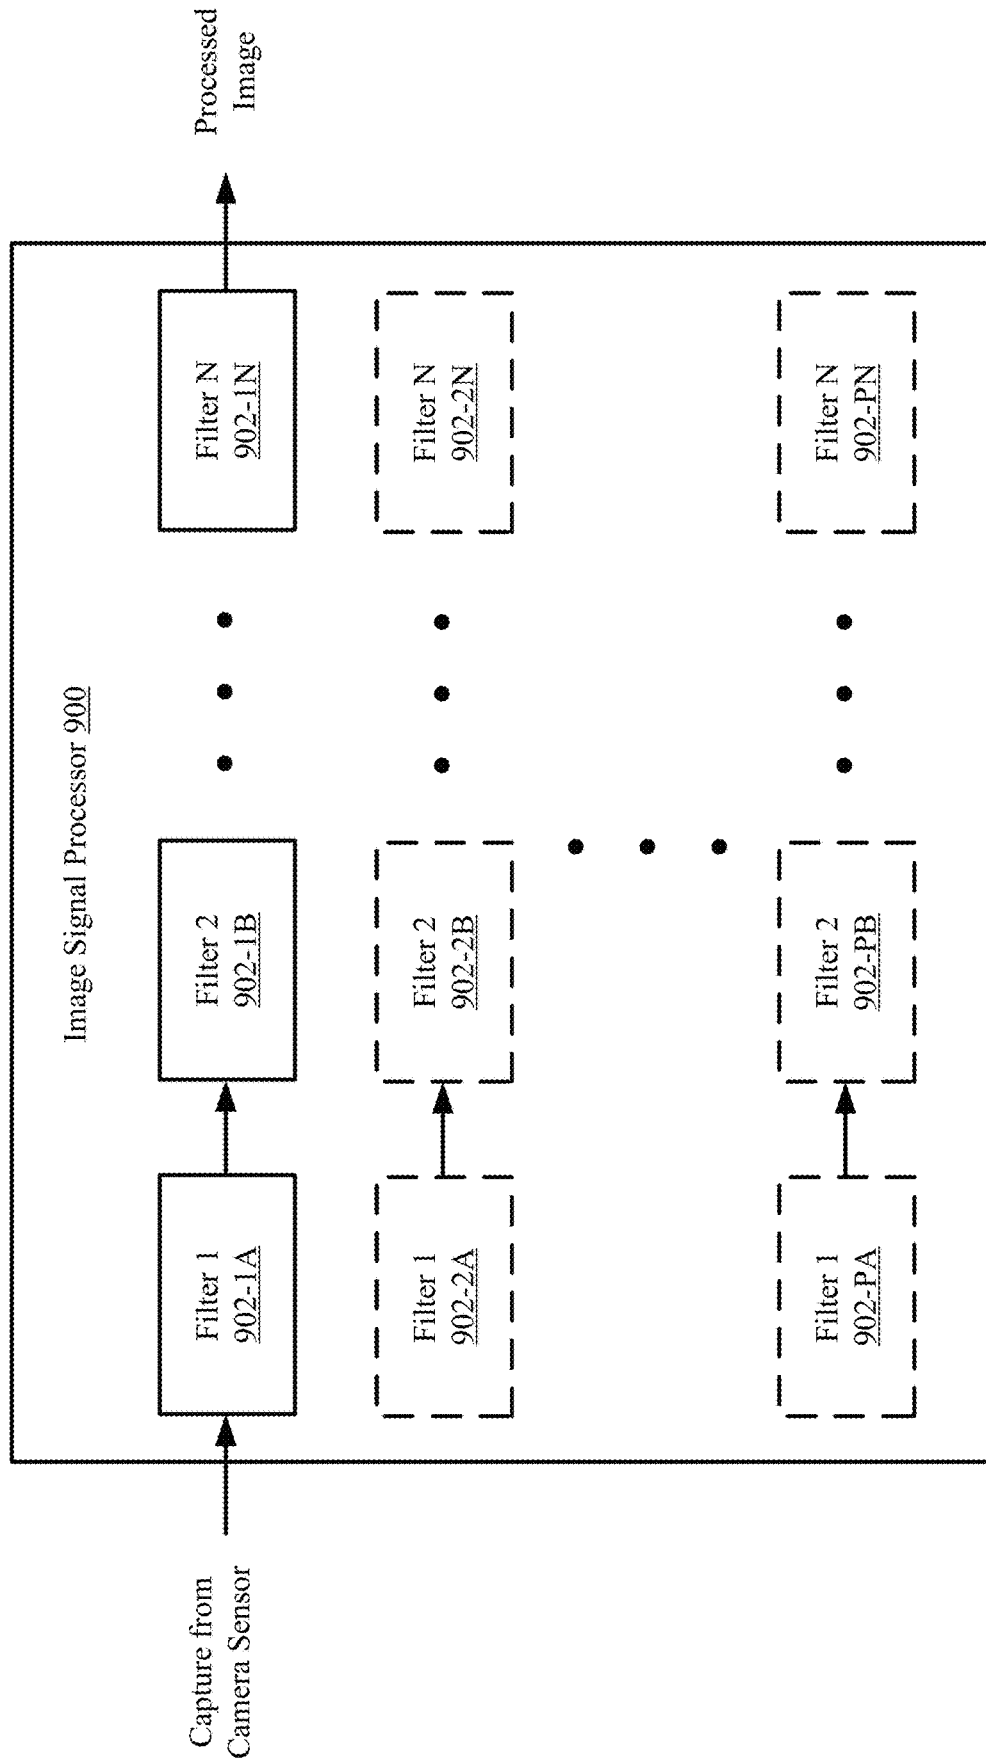 Image Signal Processor 900
Capture from
Camera Sensor
Filter 1
902-1A
Filter 2
902-1B
Filter N
902-1N
Processed
Image
Filter 1
902-2A
Filter 2
902-2B
Filter N
902-2N
Filter 1
902-PA
Filter 2
902-PB
Filter N
902-PN